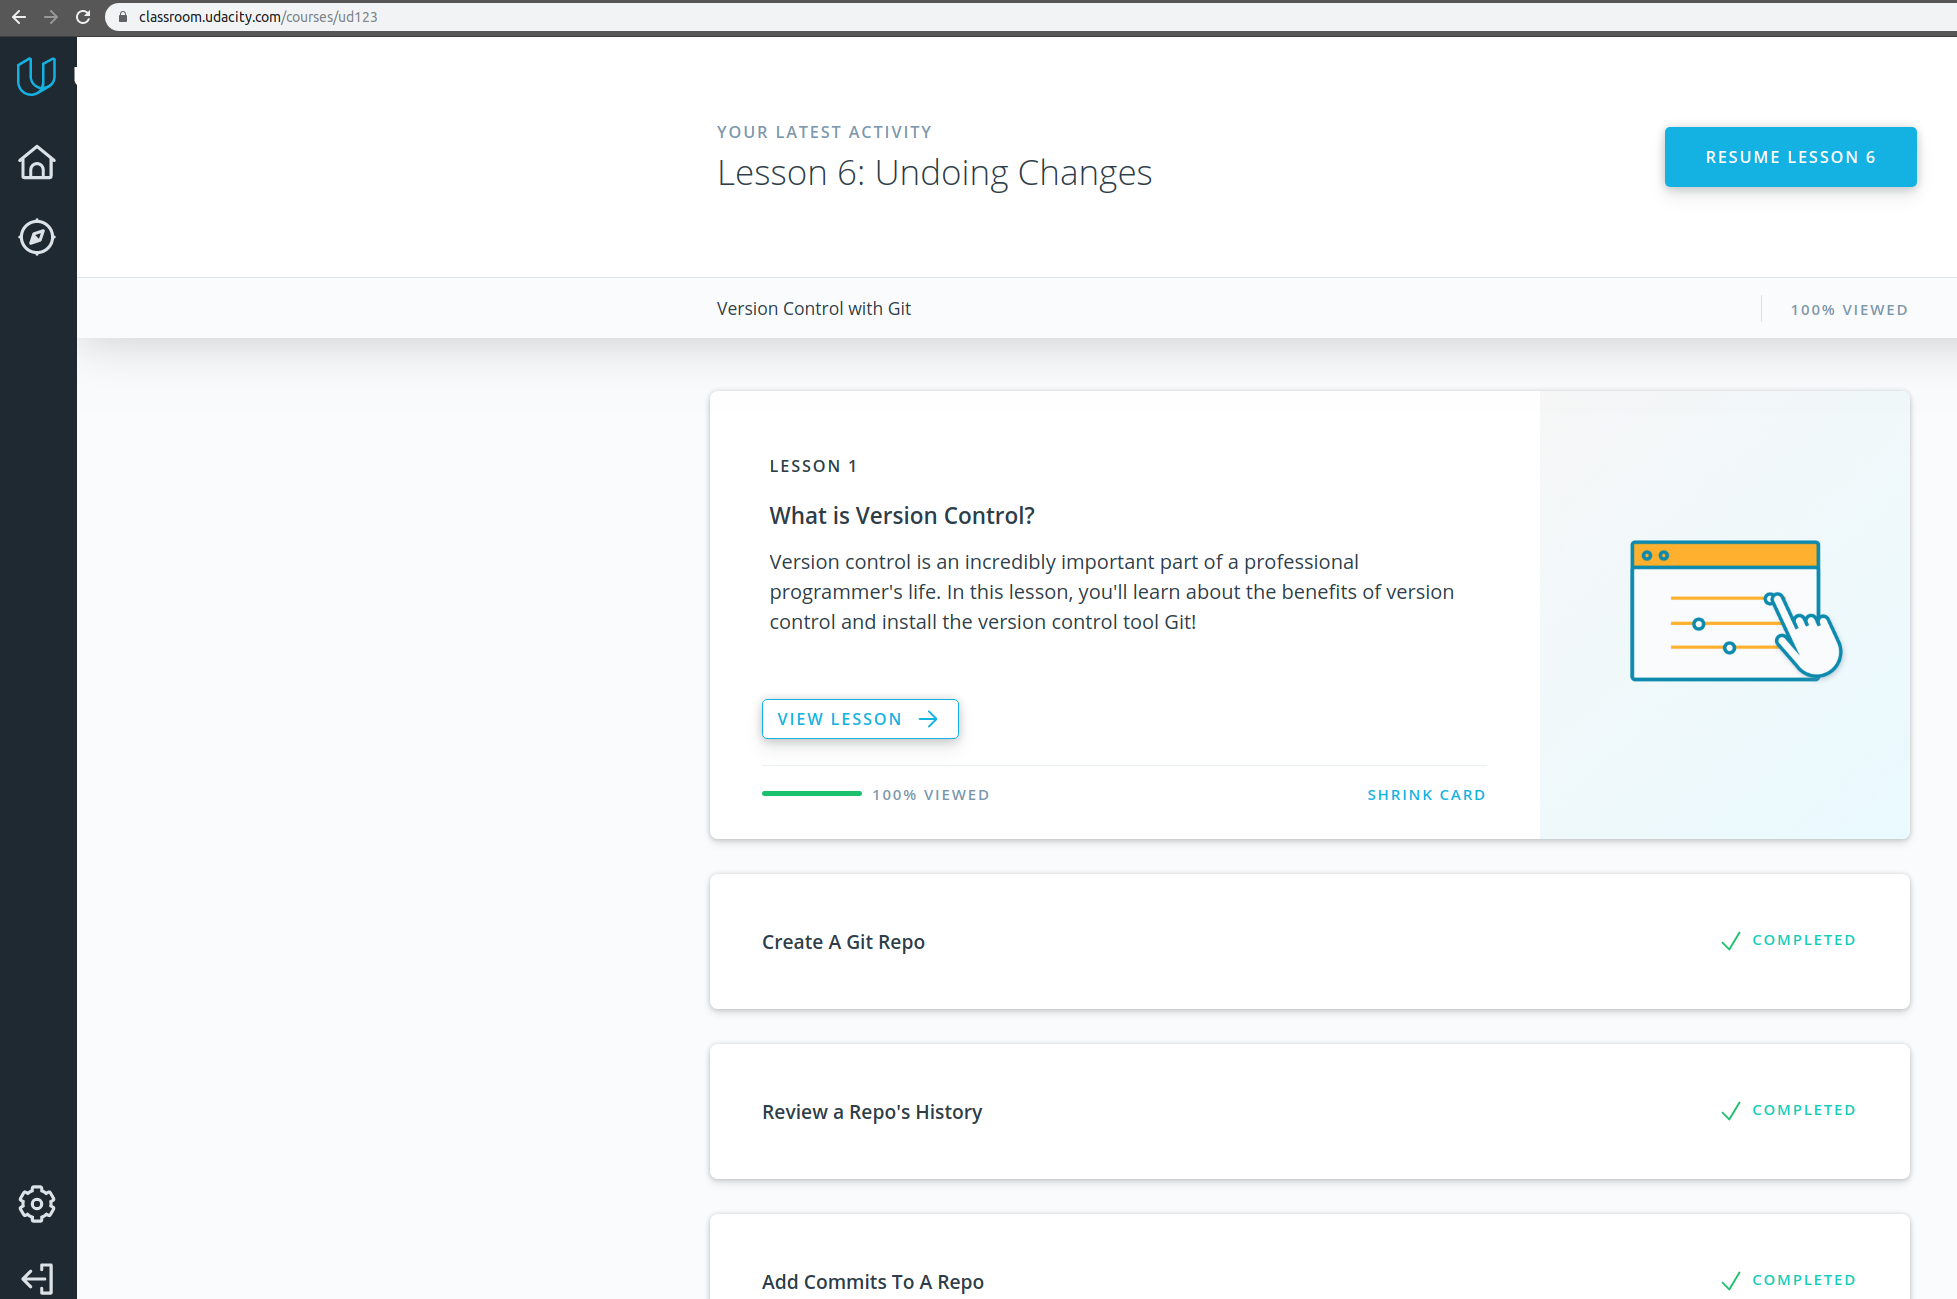 classroom.udacity.com/courses/ud123
YOUR LATEST ACTIVITY
Lesson 6: Undoing Changes
RESUME LESSON 6
Version Control with Git
100% VIEWED
LESSON 1
What is Version Control?
Version control is an incredibly important part of a professional
programmer's life. In this lesson, you'll learn about the benefits of version
control and install the version control tool Git!
VIEW LESSON
100% VIEWED
SHRINK CARD
Create A Git Repo
COMPLETED
Review a Repo's History
COMPLETED
Add Commits To A Repo
COMPLETED